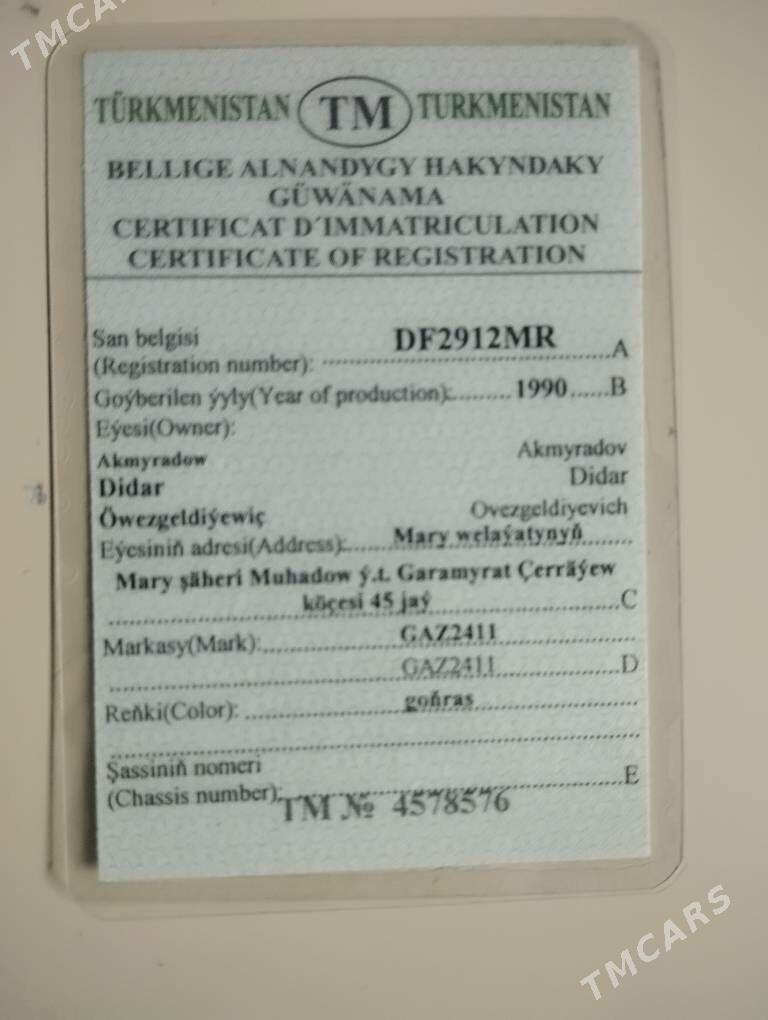 TMCARS
TÜRKMENISTAN TM TURKMENISTAN
BELLIGE ALNANDYGY HAKYNDAKY
GÜWÄNAMA
CERTIFICAT D´IMMATRICULATION
CERTIFICATE OF REGISTRATION
San belgisi DF2912MR
(Registration number): A
Goýberilen ýyly(Year of production): 1990 B
Eýesi(Owner):
Akmyradow Akmyradov
Didar Didar
Öwezgeldiýewiç Ovezgeldiyevich
Eýesiniň adresi(Address): Mary welaýatynyň
Mary şäheri Muhadow ý.t. Garamyrat Çerräýew
köçesi 45 jaý C
Markasy(Mark): GAZ2411
GAZ2411 D
Reňki(Color): goňras
Şassiniň nomeri
(Chassis number): E
TM № 4578576
TMCARS